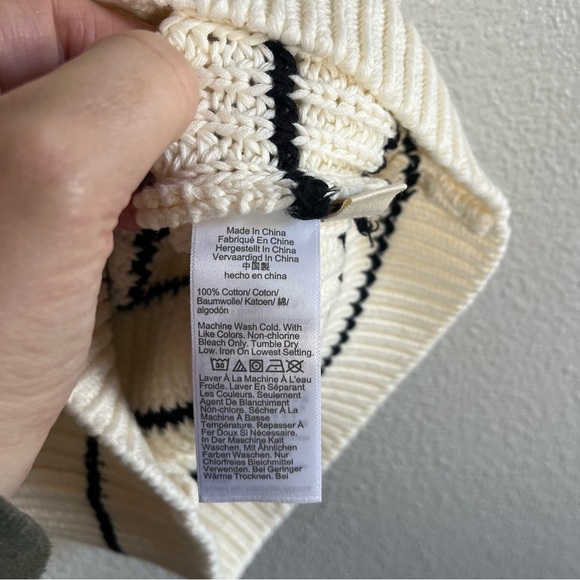 Made In China
Fabriqué En Chine
Hergestellt In China
Vervaardigd In China
中国製
hecho en china
100% Cotton/ Coton/
Baumwolle/ Katoen/ 綿/
algodón
Machine Wash Cold. With
Like Colors. Non-chlorine
Bleach Only. Tumble Dry
Low. Iron On Lowest Setting.
30
Laver À La Machine À L'eau
Froide. Laver En Séparant
Les Couleurs. Seulement
Agent De Blanchiment
Non-chlore. Sécher À La
Machine À Basse
Température. Repasser À
Fer Doux Si Nécessaire.
In Der Maschine Kalt
Waschen, Mit Ähnlichen
Farben Waschen. Nur
Chlorfreies Bleichmittel
Verwenden. Bei Geringer
Wärme Trocknen. Bei